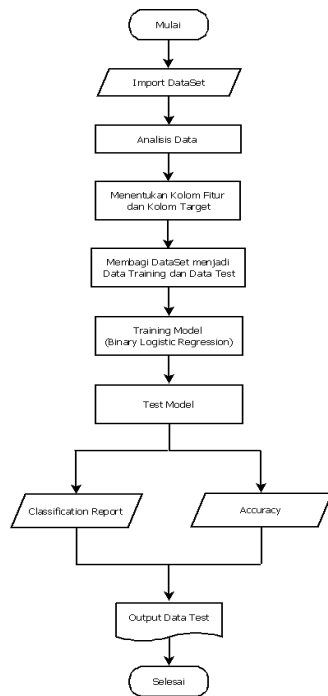 Mulai
Import DataSet
Analisis Data
Menentukan Kolom Fitur
dan Kolom Target
Membagi DataSet menjadi
Data Training dan Data Test
Training Model
(Binary Logistic Regression)
Test Model
Classification Report
Accuracy
Output Data Test
Selesai